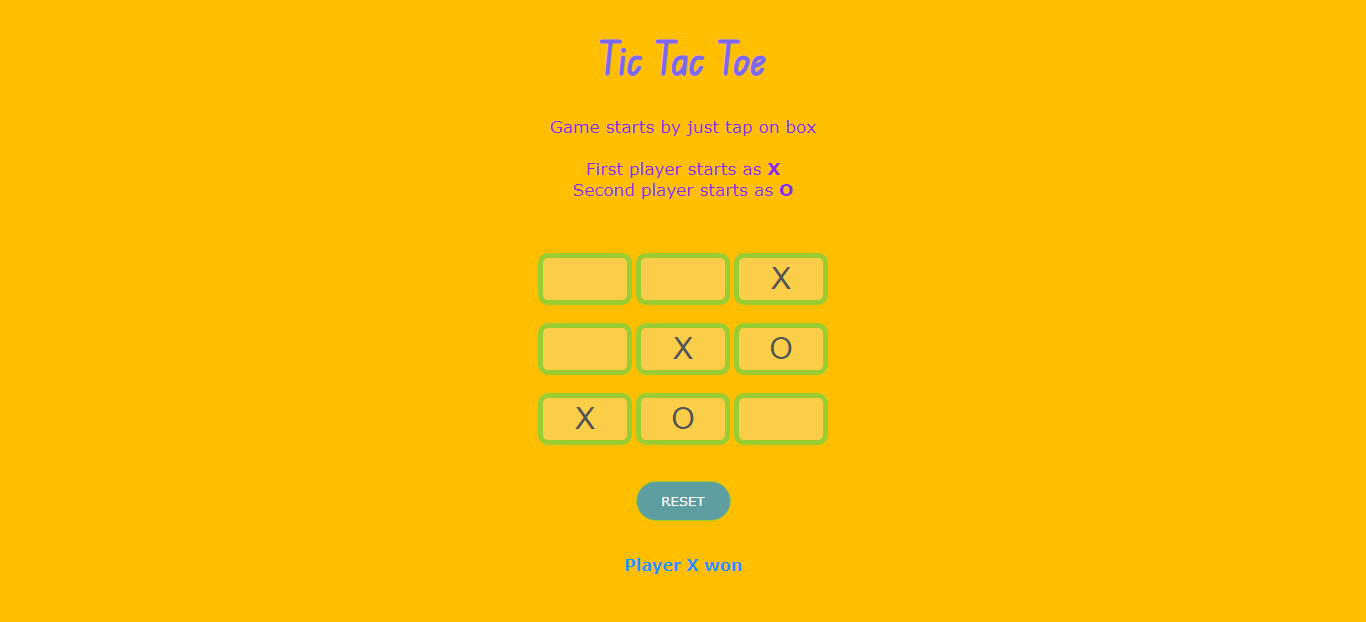 Tic Tac Toe
Game starts by just tap on box
First player starts as X
Second player starts as O
X
X O
X O
RESET
Player X won